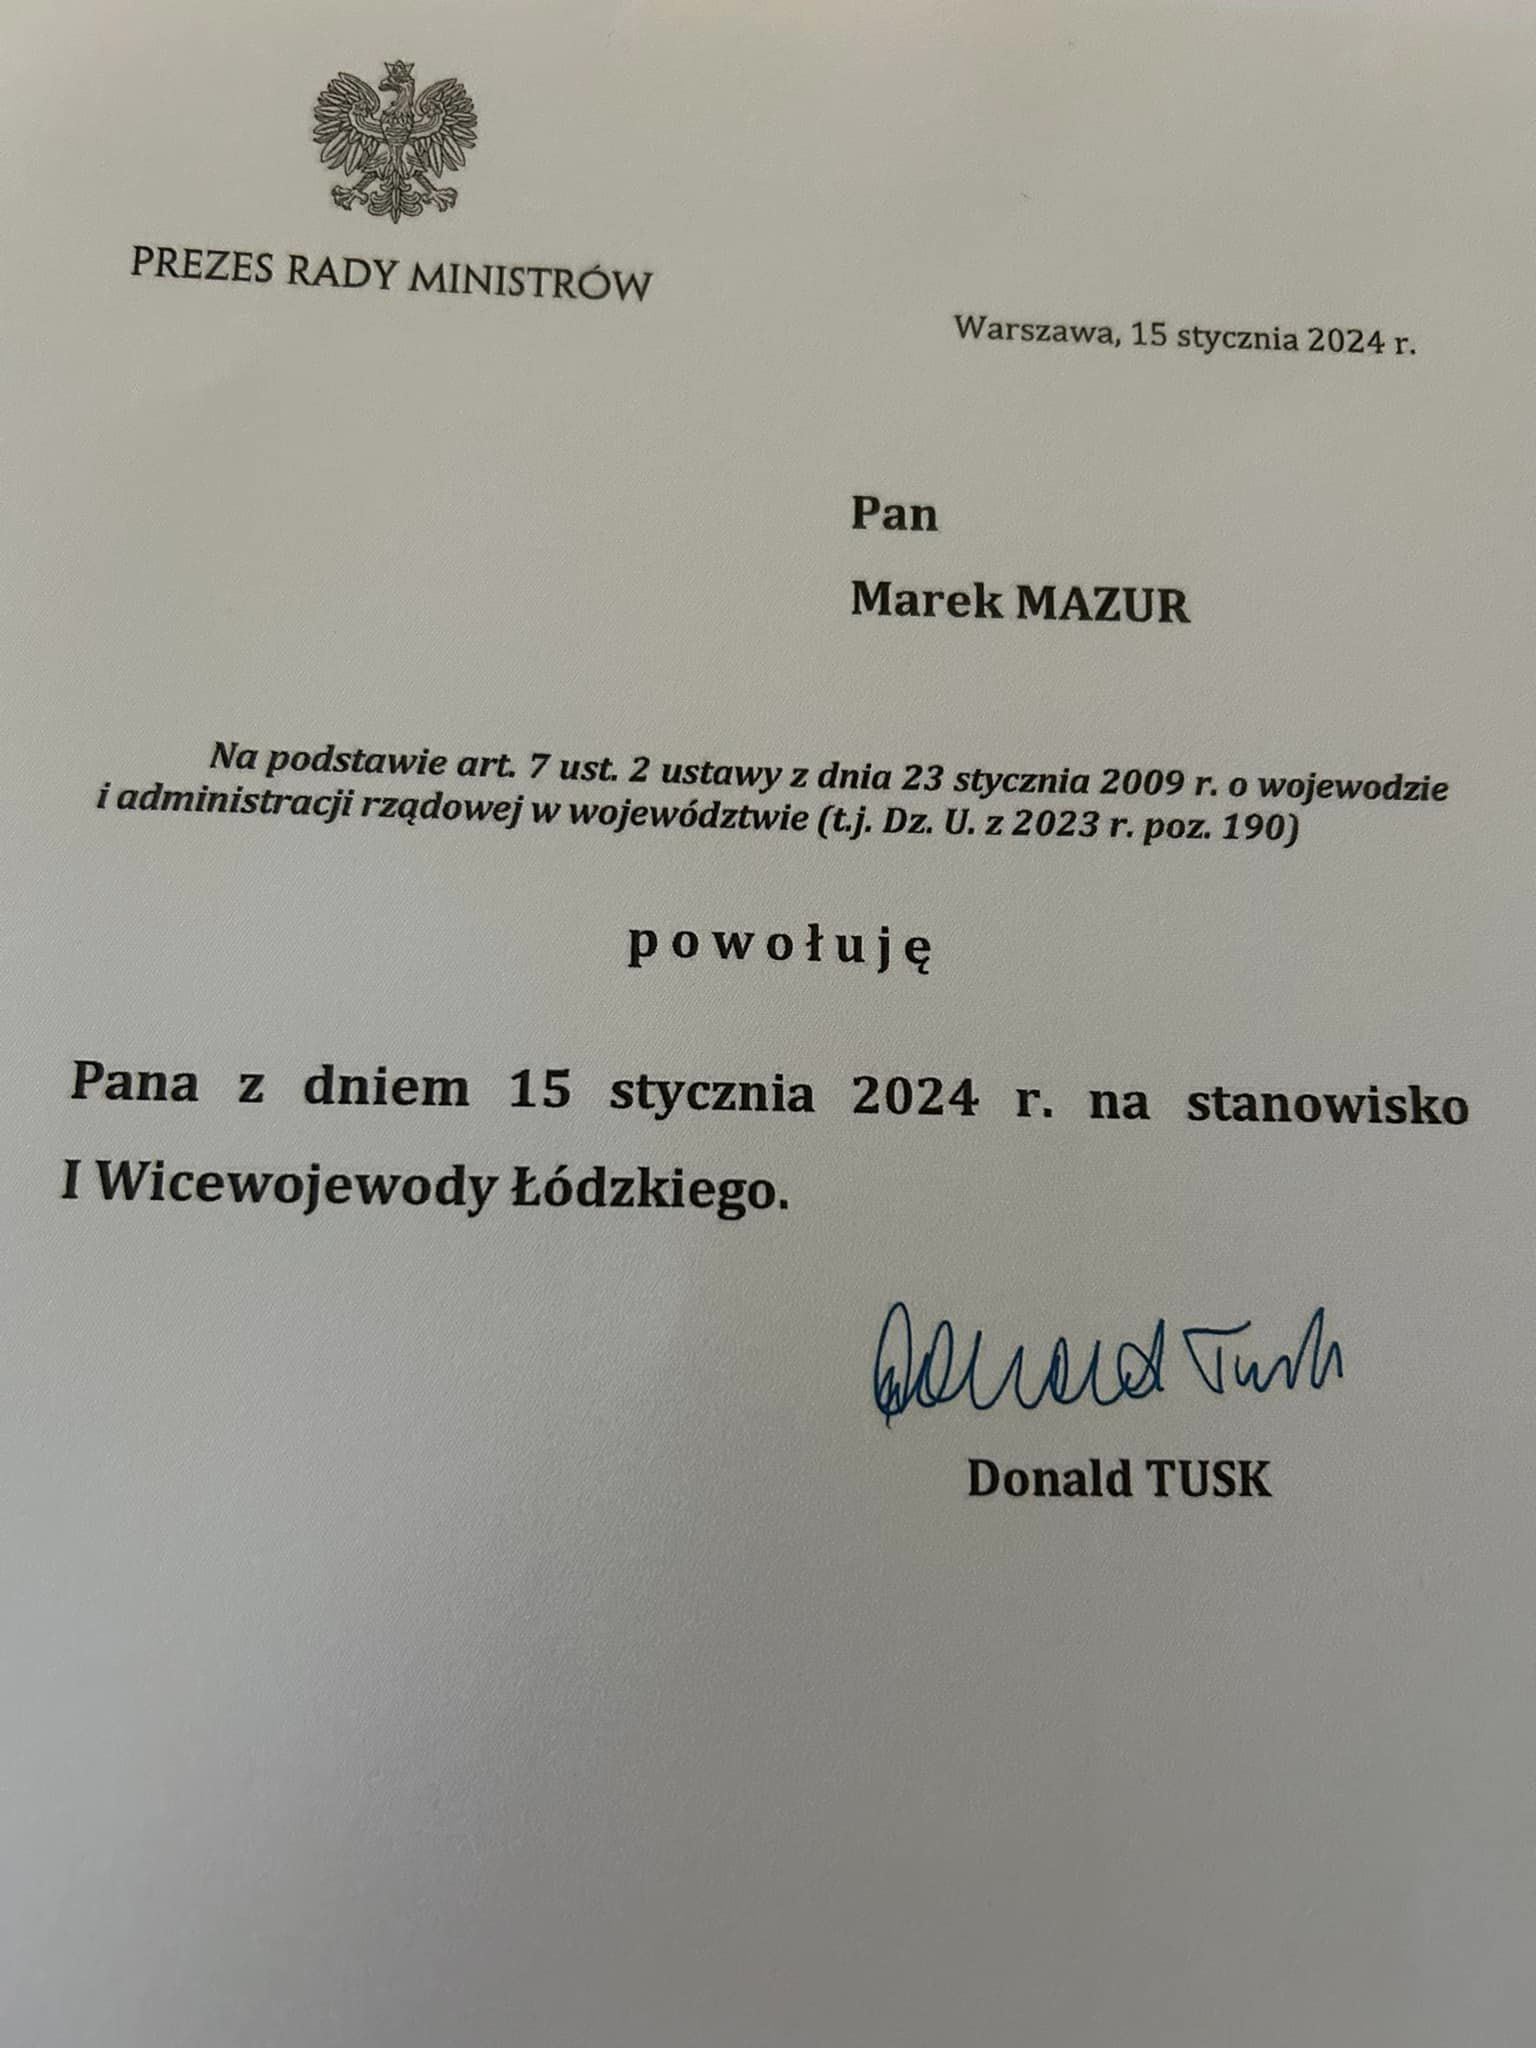 PREZES RADY MINISTRÓW
Warszawa, 15 stycznia 2024 r.
Pan
Marek MAZUR
Na podstawie art. 7 ust. 2 ustawy z dnia 23 stycznia 2009 r. o wojewodzie
i administracji rządowej w województwie (t.j. Dz. U. z 2023 r. poz. 190)
powołuję
Pana z dniem 15 stycznia 2024 r. na stanowisko
I Wicewojewody Łódzkiego.
Donald Tusk
Donald TUSK